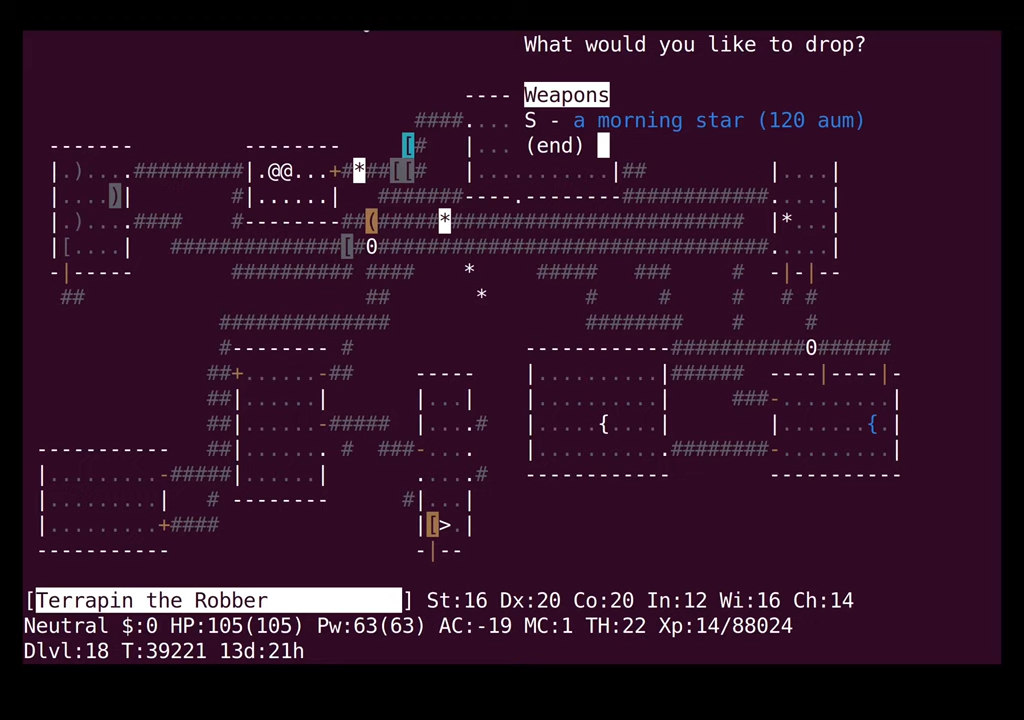 What would you like to drop?
---- Weapons
####.... S - a morning star (120 aum)
------- -------- [# |... (end)
|.)....#########|.@@...+#*##[[# |...........|## |....|
|....)| #|......| #######-----.--------############.....|
|.)....#### #--------##(#####*######################## |*...|
|[....| ##############[ 0#################################.....|
-|----- ########## #### * ##### ### # -|-|--
## ## * # # # # #
############## ######## # #
#-------- # ------------###########0######
##+......-## ----- |..........|###### ----|----|-
##|......| |...| |..........| ###-.........|
##|......-##### |....# |.....{....| |.......{.|
----------- ##|....... # ###-.... |...........########-.........|
|.........-#####|......| .....# ------------ -----------
|.........| # -------- #|...|
|.........+#### |[>.|
----------- -|--
[Terrapin the Robber ] St:16 Dx:20 Co:20 In:12 Wi:16 Ch:14
Neutral $:0 HP:105(105) Pw:63(63) AC:-19 MC:1 TH:22 Xp:14/88024
Dlvl:18 T:39221 13d:21h